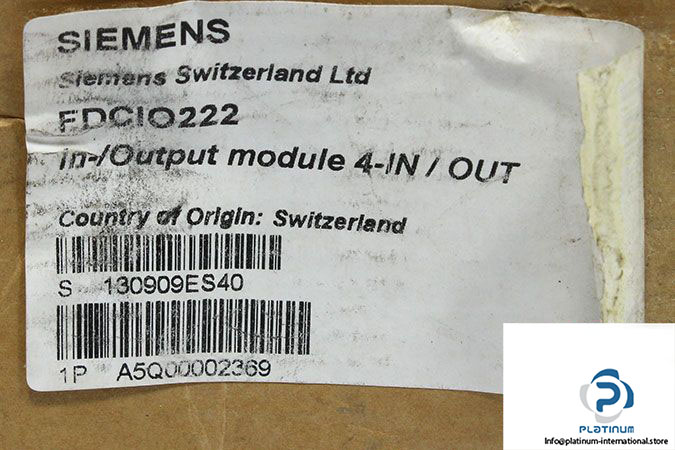 SIEMENS
Siemens Switzerland Ltd
FDCIO222
In-/Output module 4-IN / OUT
Country of Origin: Switzerland
S 130909ES40
1P A5Q00002369
PLATINUM
Info@platinum-international.store